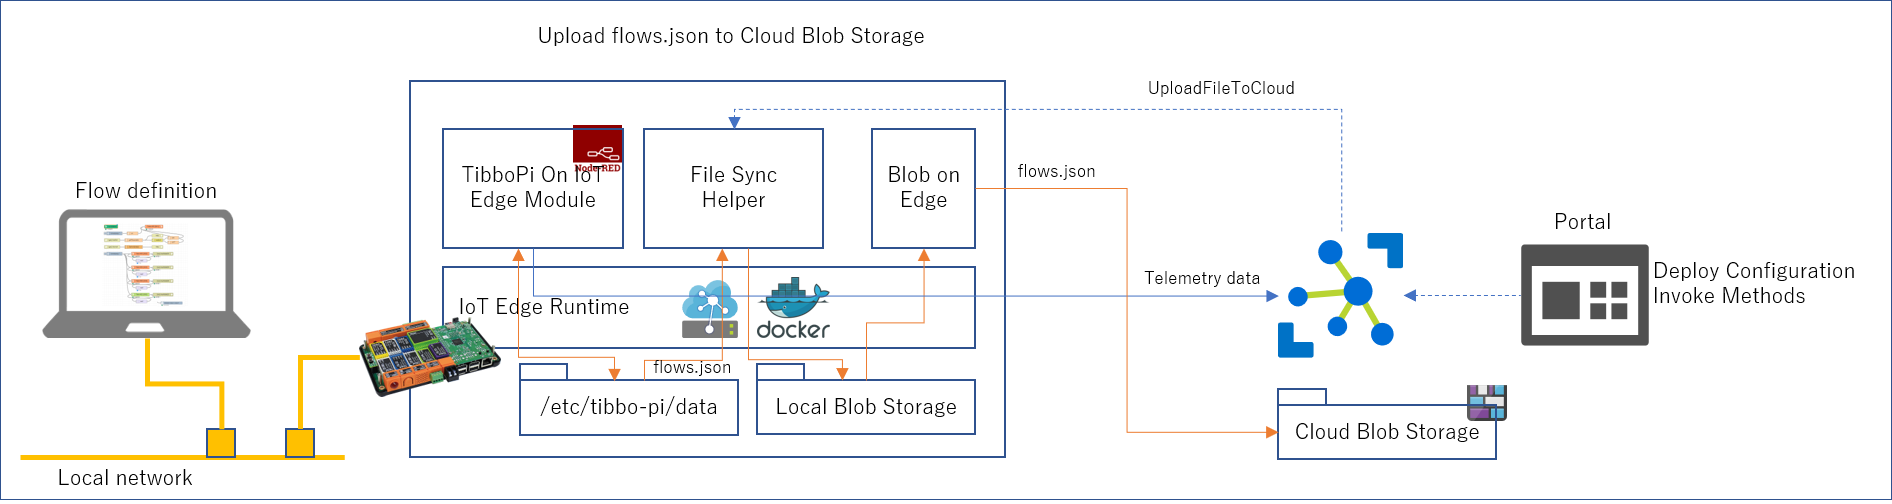 Upload flows.json to Cloud Blob Storage
UploadFileToCloud
TibboPi On IoT
Edge Module
Node-RED
File Sync
Helper
Blob on
Edge
flows.json
Flow definition
Portal
Deploy Configuration
Invoke Methods
Telemetry data
IoT Edge Runtime
docker
flows.json
/etc/tibbo-pi/data
Local Blob Storage
Cloud Blob Storage
Local network